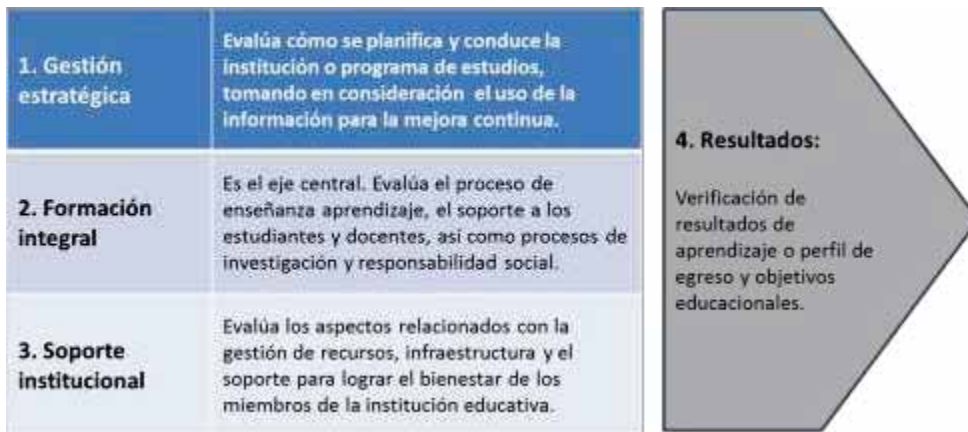 1. Gestión
estratégica
Evalúa cómo se planifica y conduce la
institución o programa de estudios,
tomando en consideración el uso de la
información para la mejora continua.
2. Formación
integral
Es el eje central. Evalúa el proceso de
enseñanza aprendizaje, el soporte a los
estudiantes y docentes, así como procesos de
investigación y responsabilidad social.
3. Soporte
institucional
Evalúa los aspectos relacionados con la
gestión de recursos, infraestructura y el
soporte para lograr el bienestar de los
miembros de la institución educativa.
4. Resultados:
Verificación de
resultados de
aprendizaje o perfil de
egreso y objetivos
educacionales.